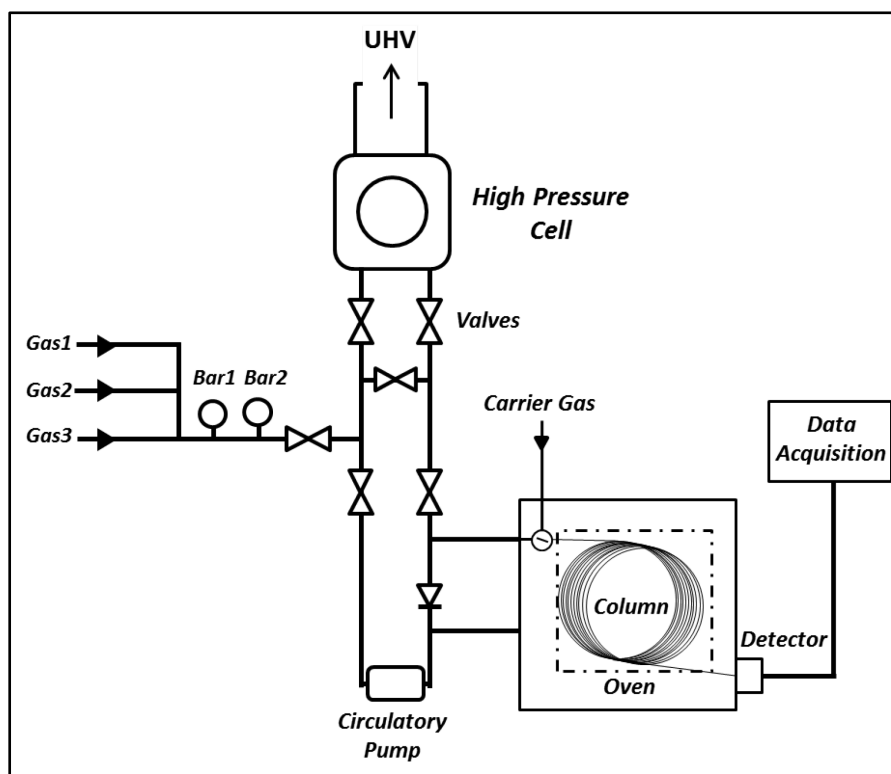 UHV
High Pressure
Cell
Valves
Gas1
Gas2
Gas3
Bar1
Bar2
Carrier Gas
Data
Acquisition
Column
Detector
Oven
Circulatory
Pump